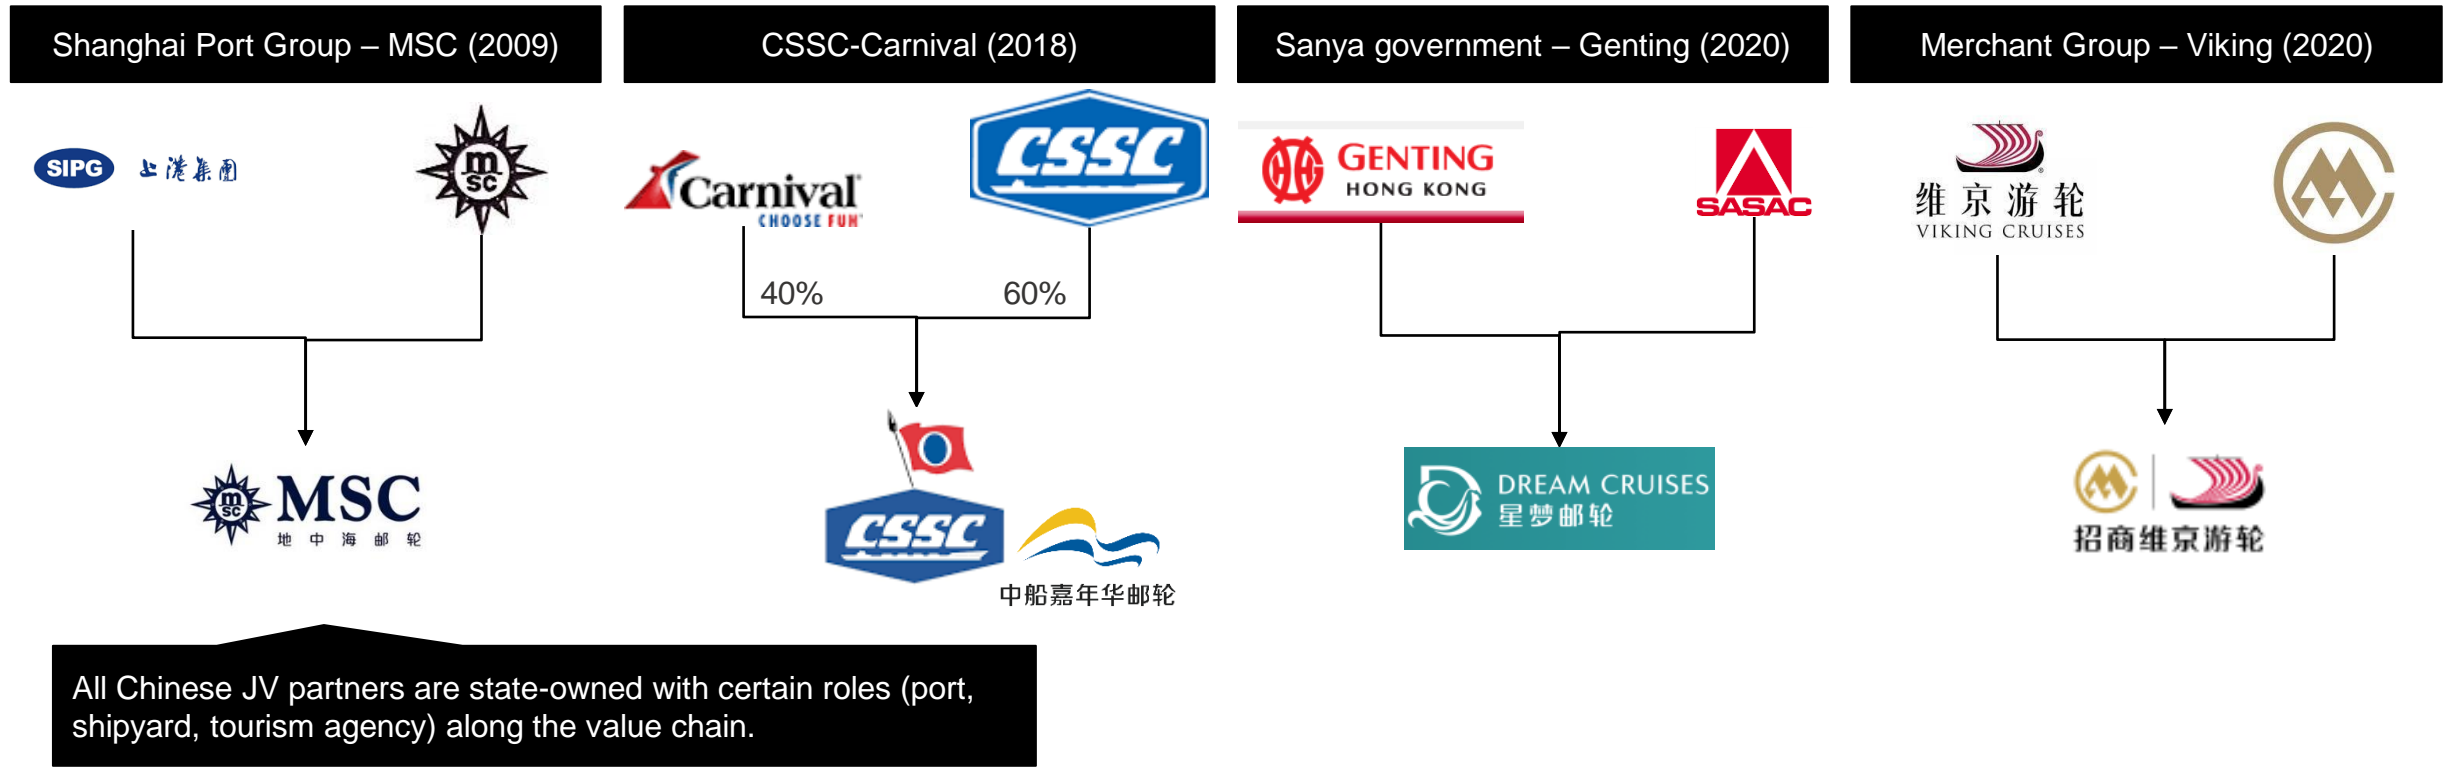 Shanghai Port Group – MSC (2009)
CSSC-Carnival (2018)
Sanya government – Genting (2020)
Merchant Group – Viking (2020)
SIPG 上港集團
m
SC
Carnival
CHOOSE FUN
CSSC
GENTING
HONG KONG
SASAC
维京游轮
VIKING CRUISES
40%
60%
m
SC
MSC
地中海邮轮
CSSC
中船嘉年华邮轮
DREAM CRUISES
星梦邮轮
招商维京游轮
All Chinese JV partners are state-owned with certain roles (port,
shipyard, tourism agency) along the value chain.